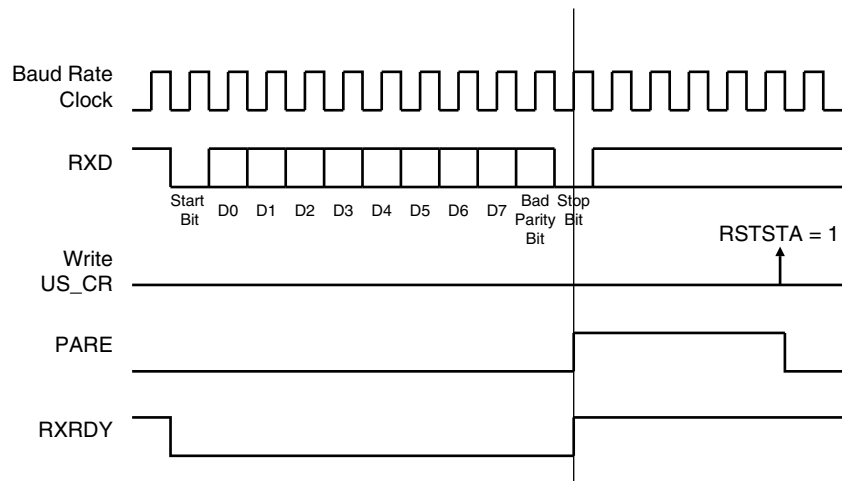 Baud Rate
Clock
RXD
Start
Bit
D0 D1 D2 D3 D4 D5 D6 D7
Bad
Parity
Bit
Stop
Bit
RSTSTA = 1
Write
US_CR
PARE
RXRDY